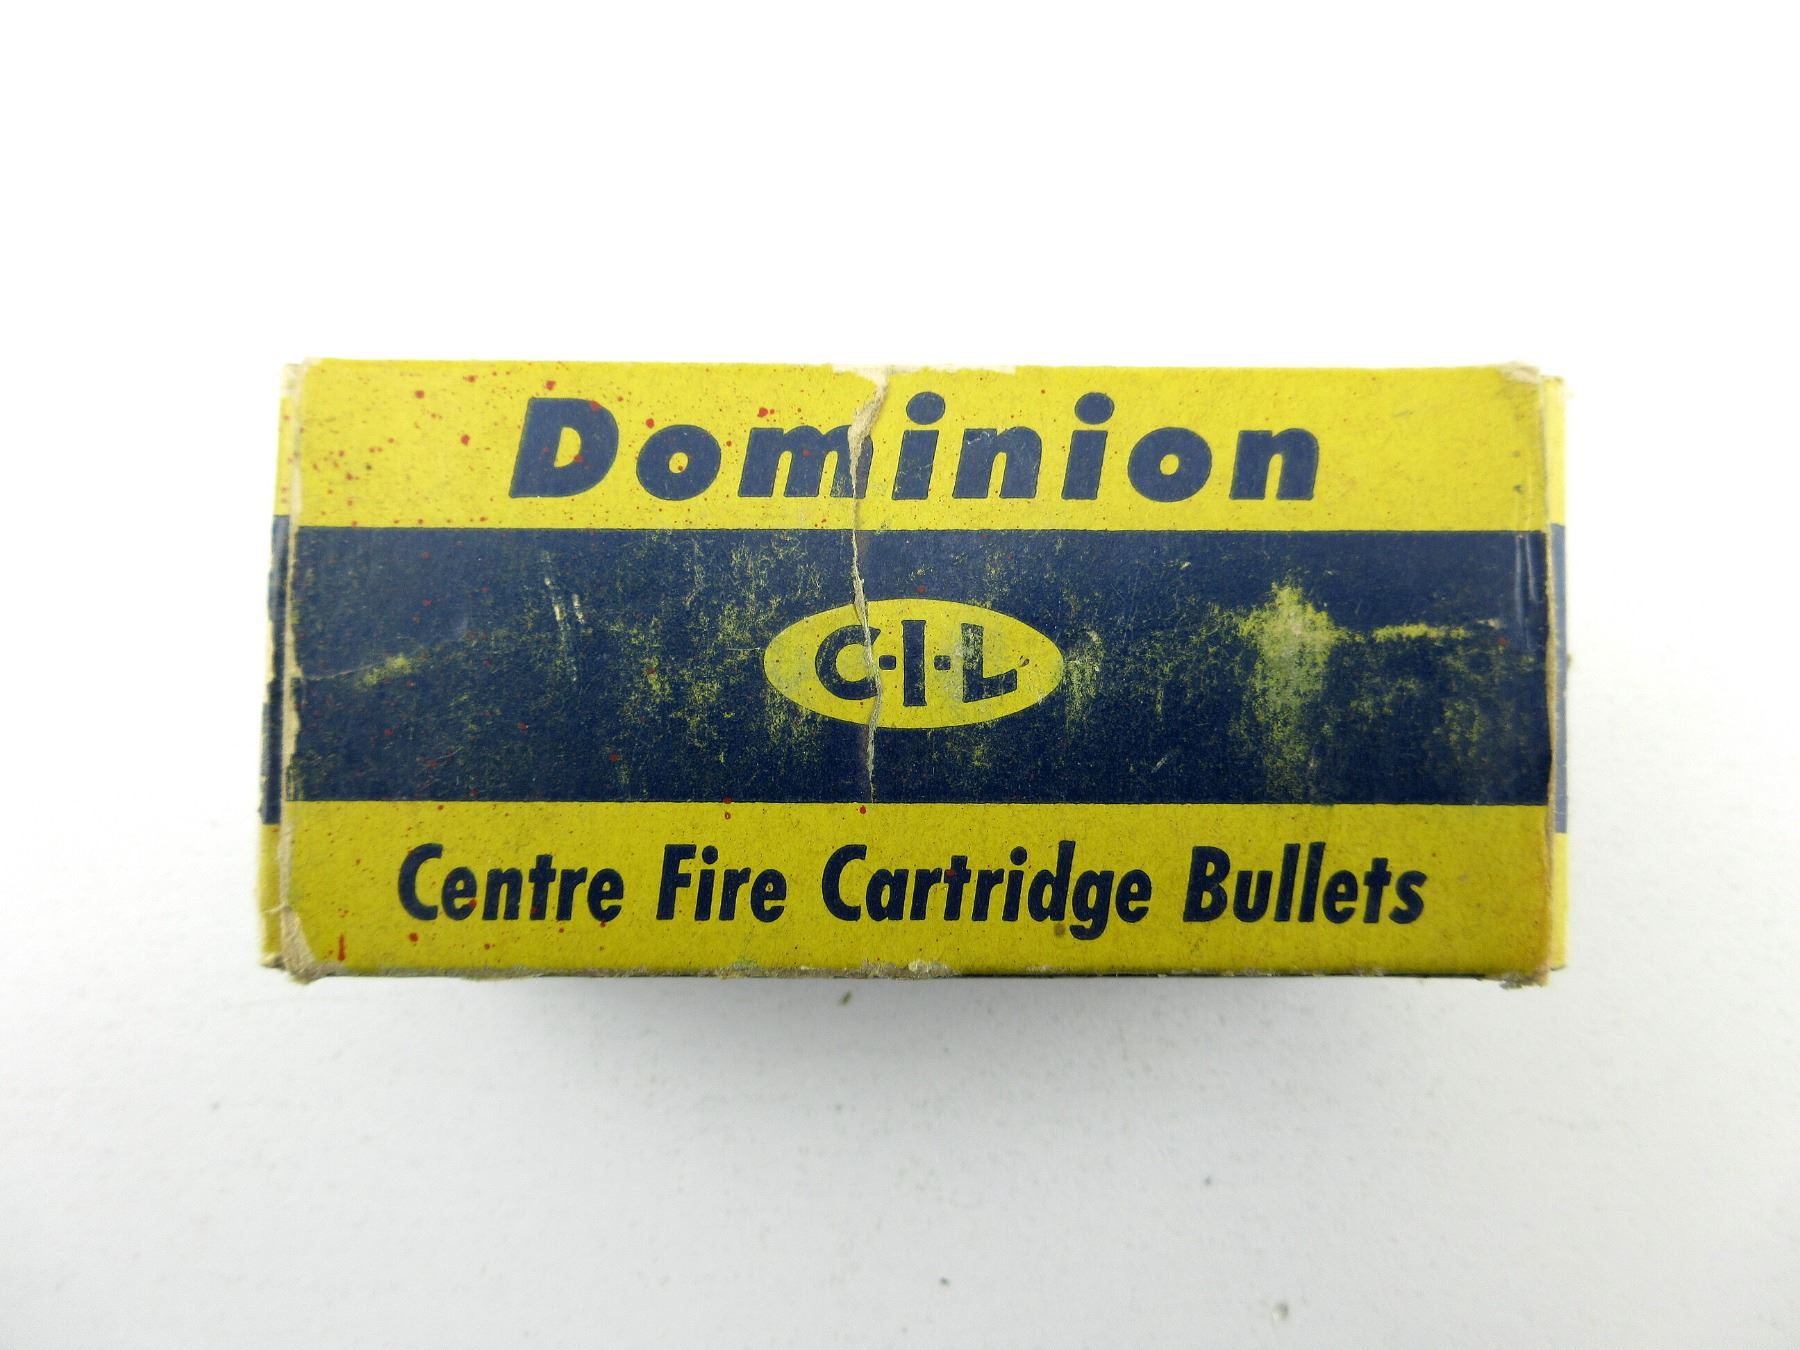 Dominion
C-I-L
Centre Fire Cartridge Bullets